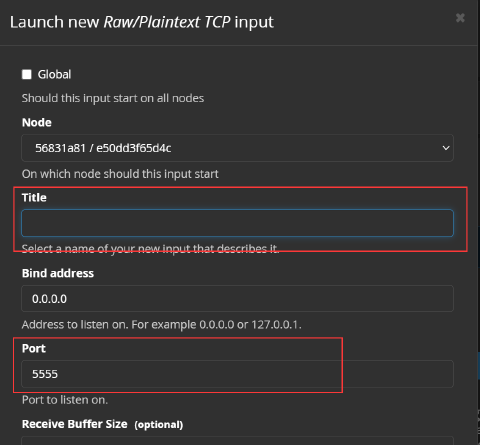 Launch new Raw/Plaintext TCP input
Global
Should this input start on all nodes
Node
56831a81 / e50dd3f65d4c
On which node should this input start
Title
Select a name of your new input that describes it.
Bind address
0.0.0.0
Address to listen on. For example 0.0.0.0 or 127.0.0.1.
Port
5555
Port to listen on.
Receive Buffer Size (optional)